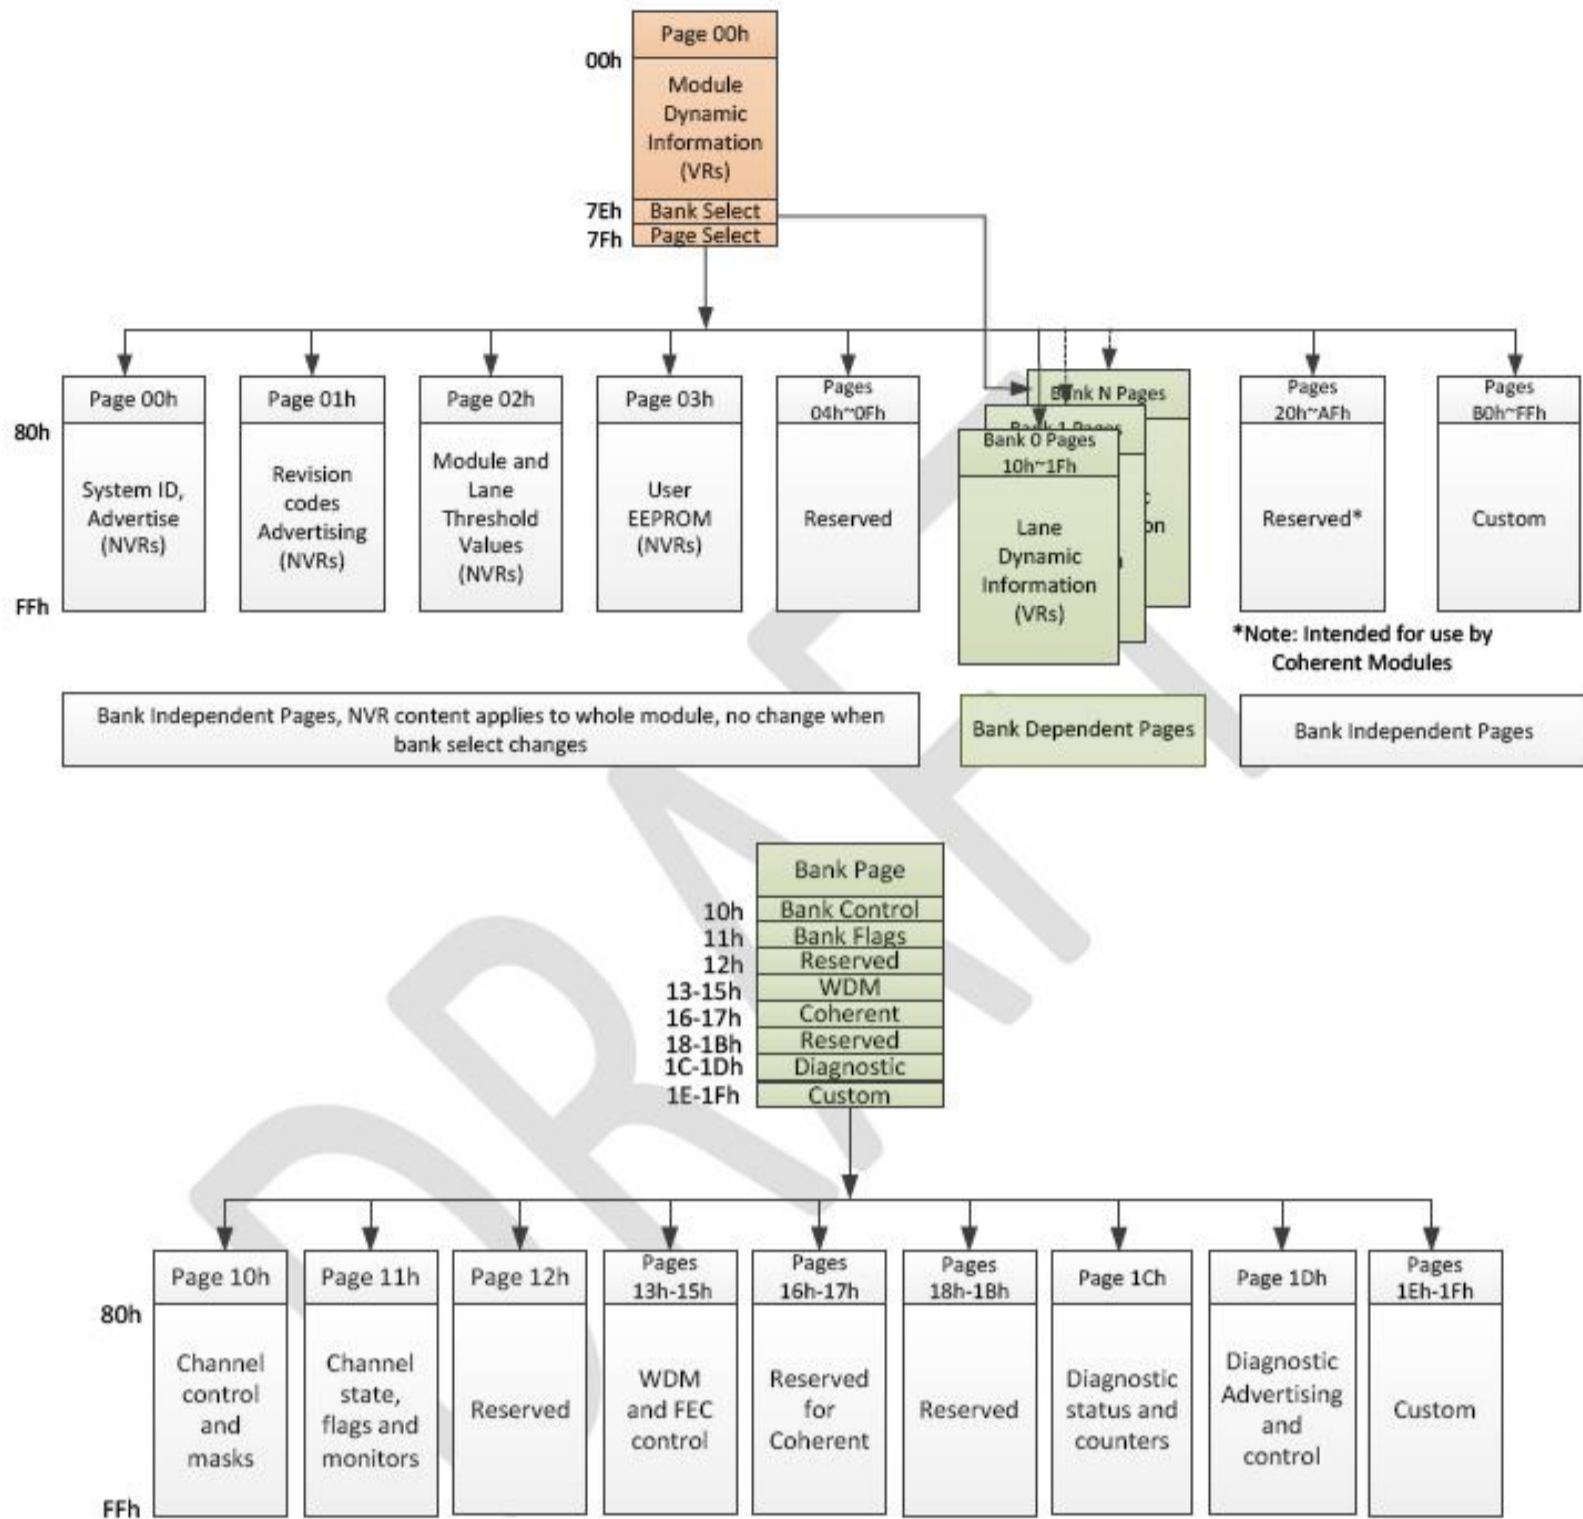 Page 00h
00h
Module
Dynamic
Information
(VRs)
7Eh
Bank Select
7Fh
Page Select
Page 00h
Page 01h
Page 02h
Page 03h
Pages
04h~0Fh
Bank N Pages
Bank 1 Pages
Bank 0 Pages
10h~1Fh
Pages
20h~AFh
Pages
B0h~FFh
80h
System ID,
Advertise
(NVRs)
Revision
codes
Advertising
(NVRs)
Module and
Lane
Threshold
Values
(NVRs)
User
EEPROM
(NVRs)
Reserved
Lane
Dynamic
Information
(VRs)
c
on
Reserved*
Custom
FFh
*Note: Intended for use by
Coherent Modules
Bank Independent Pages, NVR content applies to whole module, no change when
bank select changes
Bank Dependent Pages
Bank Independent Pages
DRAFT
Bank Page
10h
Bank Control
11h
Bank Flags
12h
Reserved
13-15h
WDM
16-17h
Coherent
18-1Bh
Reserved
1C-1Dh
Diagnostic
1E-1Fh
Custom
Page 10h
Page 11h
Page 12h
Pages
13h-15h
Pages
16h-17h
Pages
18h-1Bh
Page 1Ch
Page 1Dh
Pages
1Eh-1Fh
80h
Channel
control
and
masks
Channel
state,
flags and
monitors
Reserved
WDM
and FEC
control
Reserved
for
Coherent
Reserved
Diagnostic
status and
counters
Diagnostic
Advertising
and
control
Custom
FFh